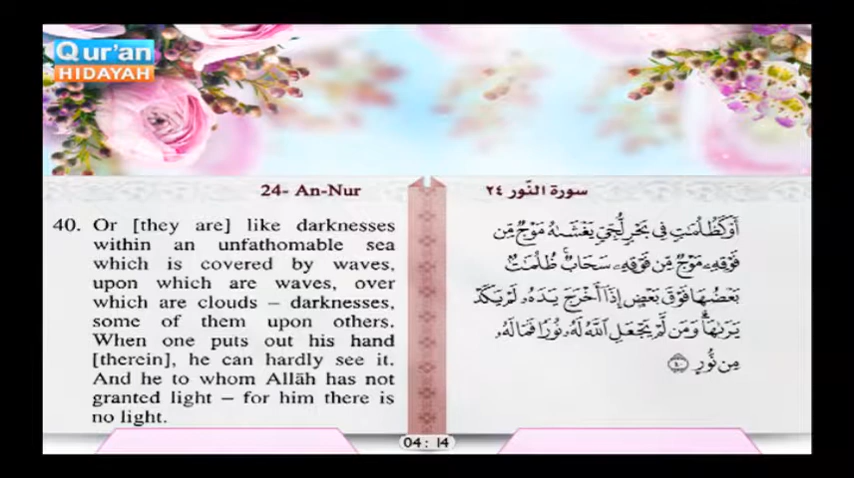 Qur'an
HIDAYAH
24- An-Nur
سورة النّور ٢٤
40. Or [they are] like darknesses
within an unfathomable sea
which is covered by waves,
upon which are waves, over
which are clouds – darknesses,
some of them upon others.
When one puts out his hand
[therein], he can hardly see it.
And he to whom Allāh has not
granted light – for him there is
no light.
أَوْ كَظُلُمَٰتٍ فِى بَحْرٍ لُّجِّىٍّ يَغْشَىٰهُ مَوْجٌ مِّن
فَوْقِهِۦ مَوْجٌ مِّن فَوْقِهِۦ سَحَابٌ ۚ ظُلُمَٰتٌۢ
بَعْضُهَا فَوْقَ بَعْضٍ إِذَآ أَخْرَجَ يَدَهُۥ لَمْ يَكَدْ
يَرَىٰهَا ۗ وَمَن لَّمْ يَجْعَلِ ٱللَّهُ لَهُۥ نُورًا فَمَا لَهُۥ
مِن نُّورٍ ٤٠
04: 14